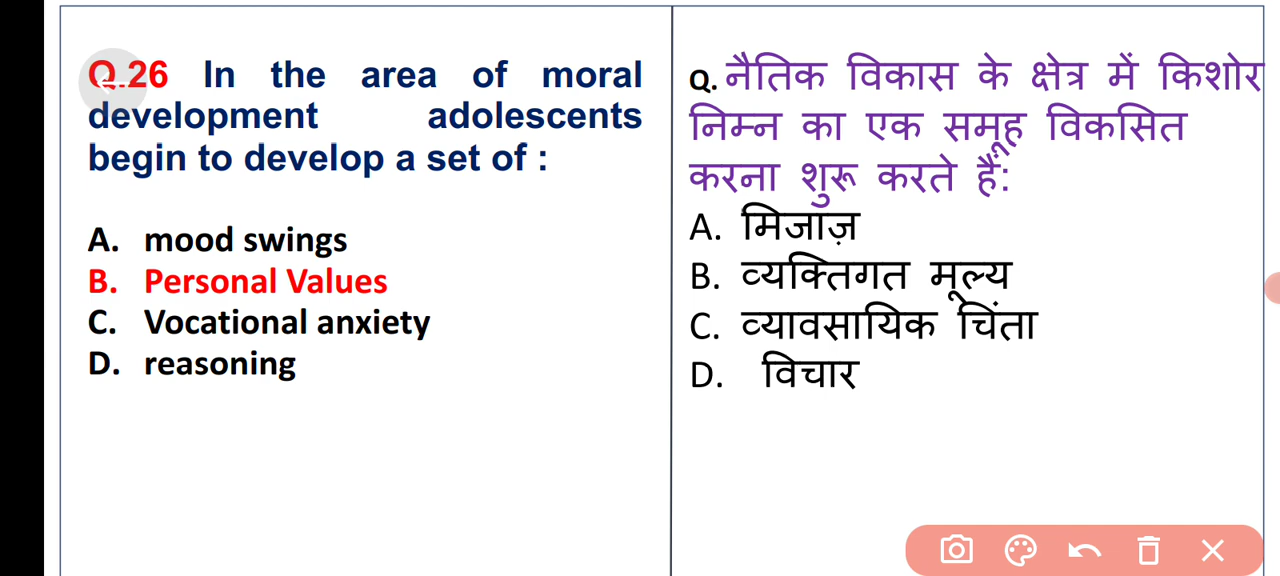 Q.26 In the area of moral
development adolescents
begin to develop a set of :
A. mood swings
B. Personal Values
C. Vocational anxiety
D. reasoning
Q. नैतिक विकास के क्षेत्र में किशोर
निम्न का एक समूह विकसित
करना शुरू करते हैं:
A. मिजाज़
B. व्यक्तिगत मूल्य
C. व्यावसायिक चिंता
D. विचार